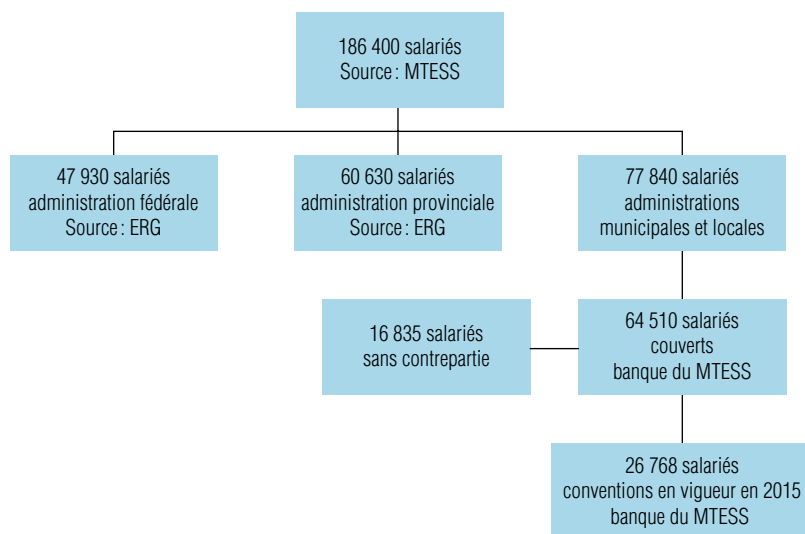 186 400 salariés
Source : MTESS
47 930 salariés
administration fédérale
Source : ERG
60 630 salariés
administration provinciale
Source : ERG
77 840 salariés
administrations
municipales et locales
16 835 salariés
sans contrepartie
64 510 salariés
couverts
banque du MTESS
26 768 salariés
conventions en vigueur en 2015
banque du MTESS